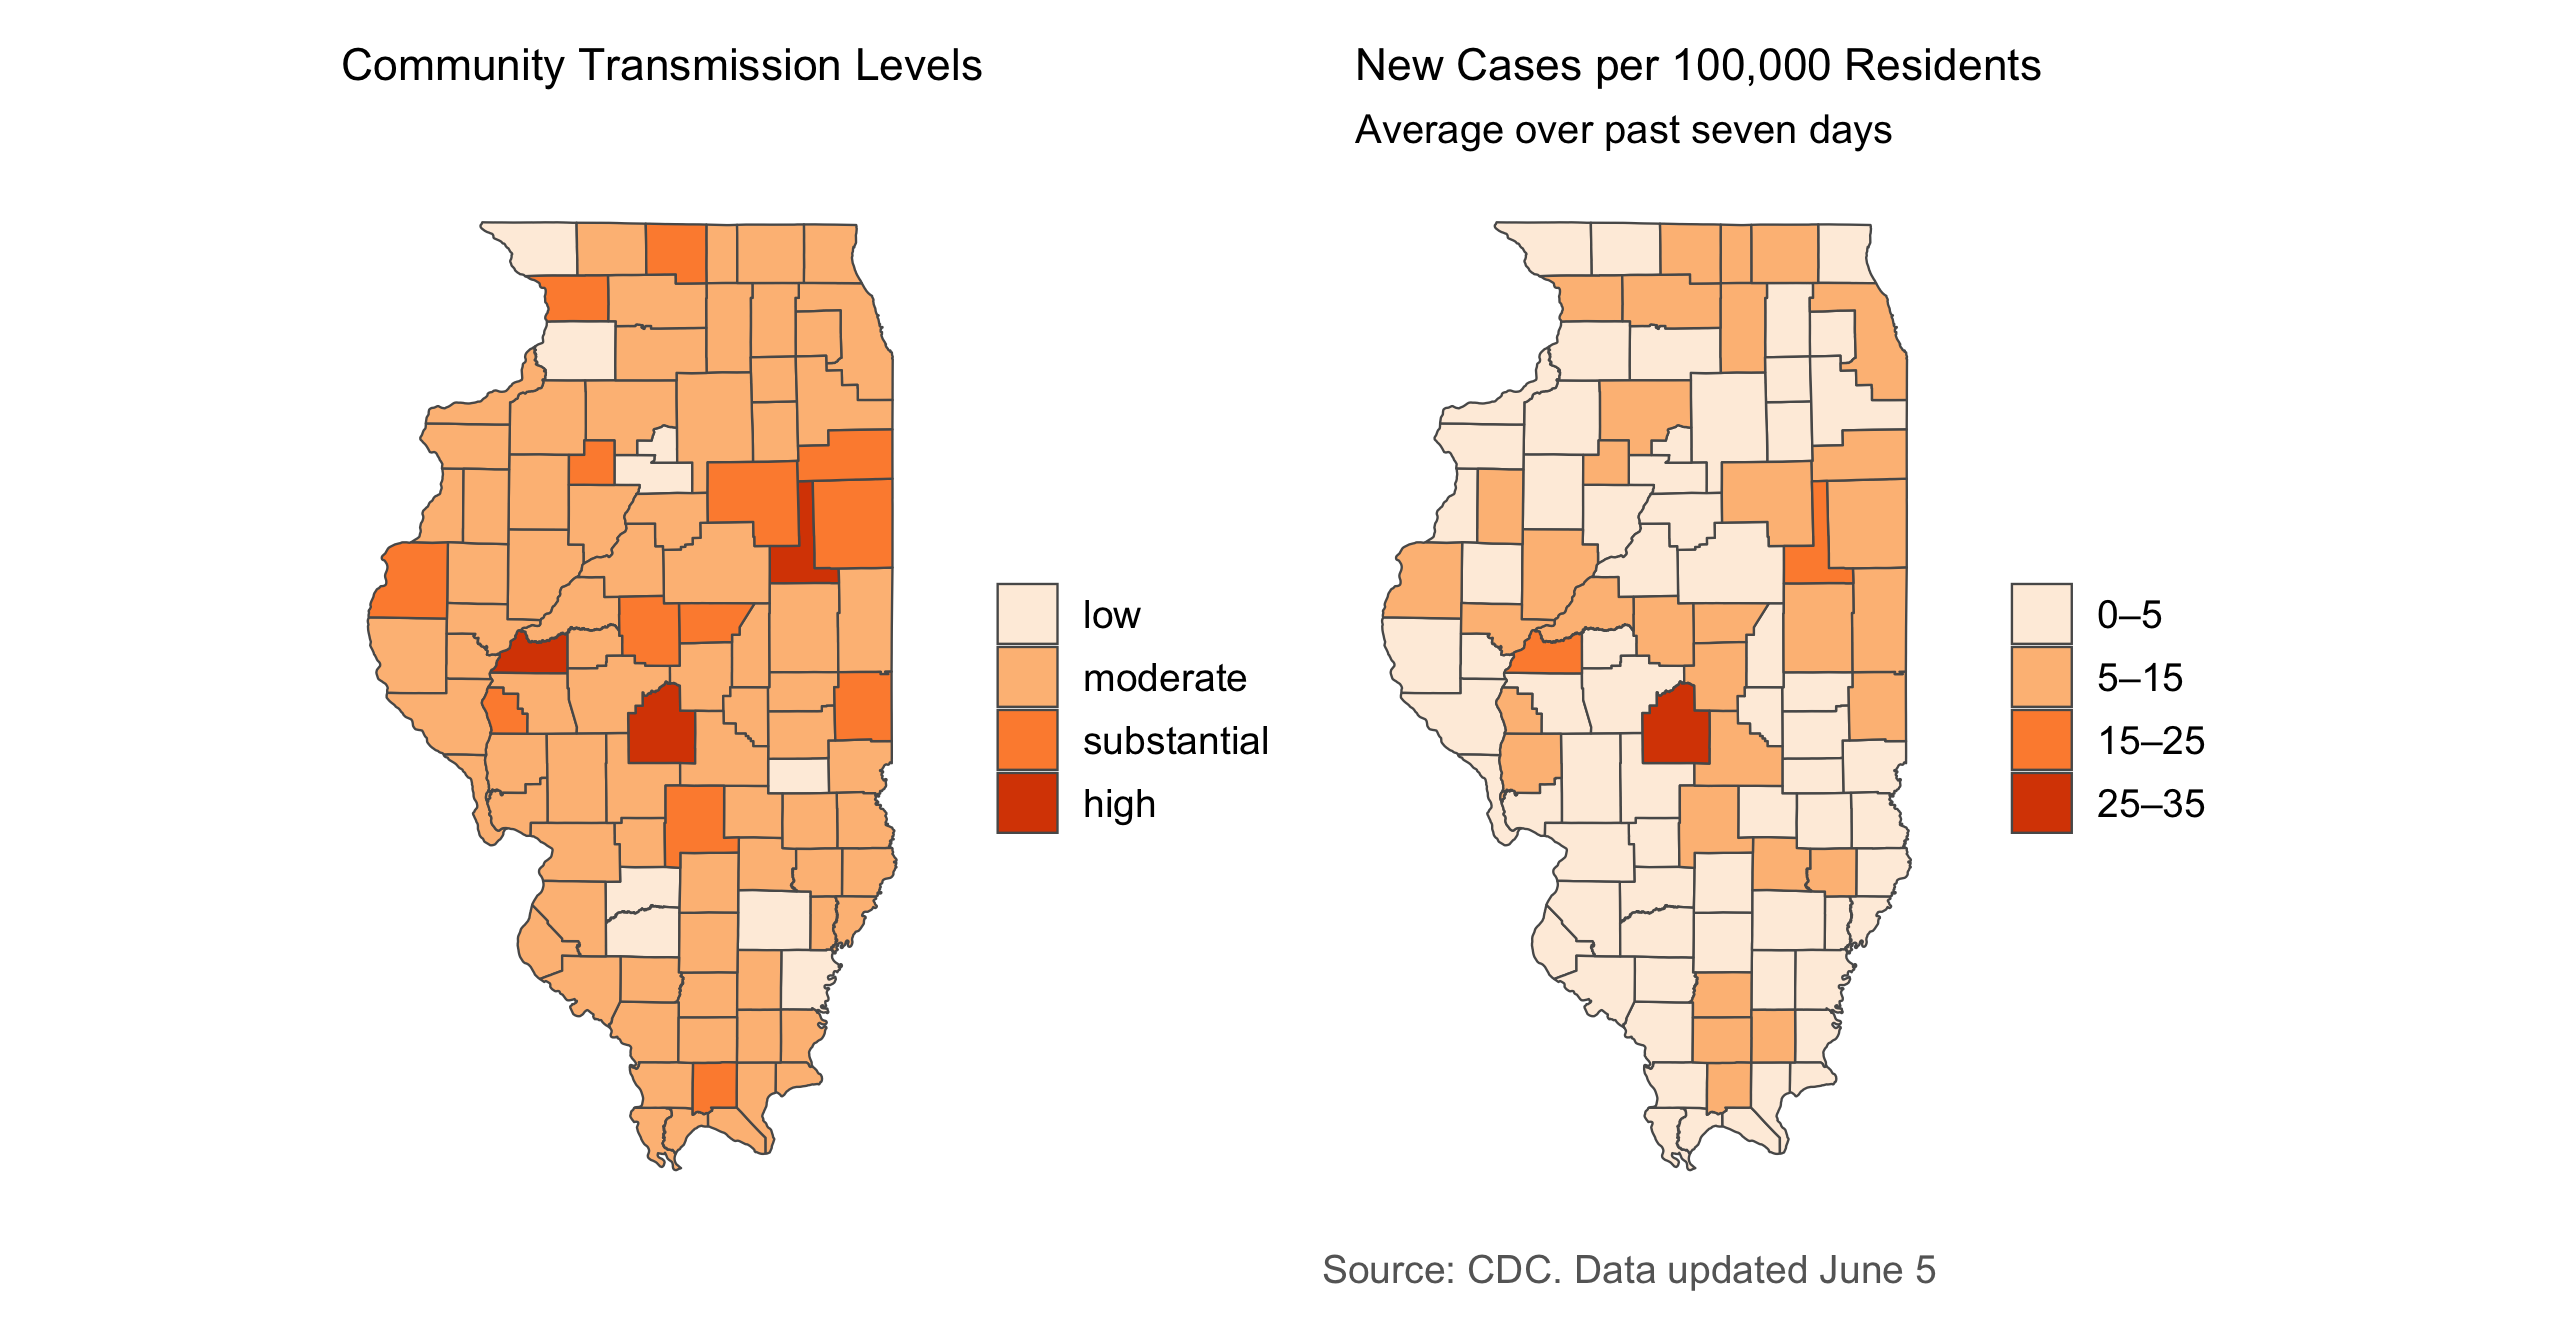 Community Transmission Levels
low
moderate
substantial
high
New Cases per 100,000 Residents
Average over past seven days
0–5
5–15
15–25
25–35
Source: CDC. Data updated June 5